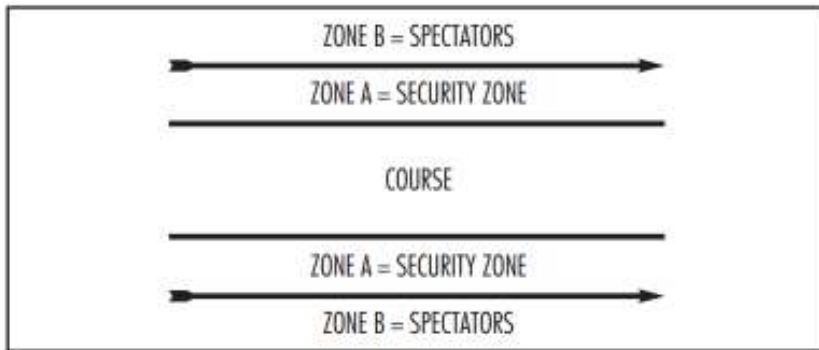 ZONE B = SPECTATORS
ZONE A = SECURITY ZONE
COURSE
ZONE A = SECURITY ZONE
ZONE B = SPECTATORS